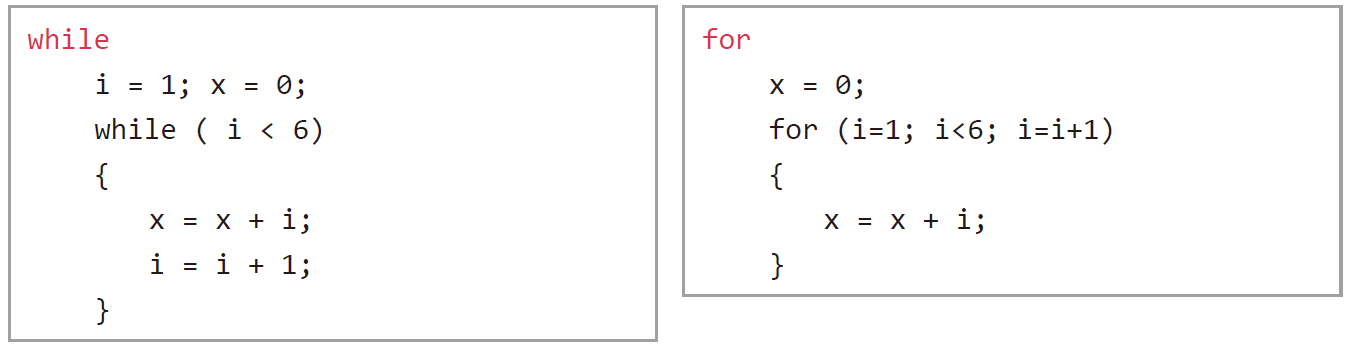 while
i = 1; x = 0;
while ( i < 6)
{
x = x + i;
i = i + 1;
}
for
x = 0;
for (i=1; i<6; i=i+1)
{
x = x + i;
}